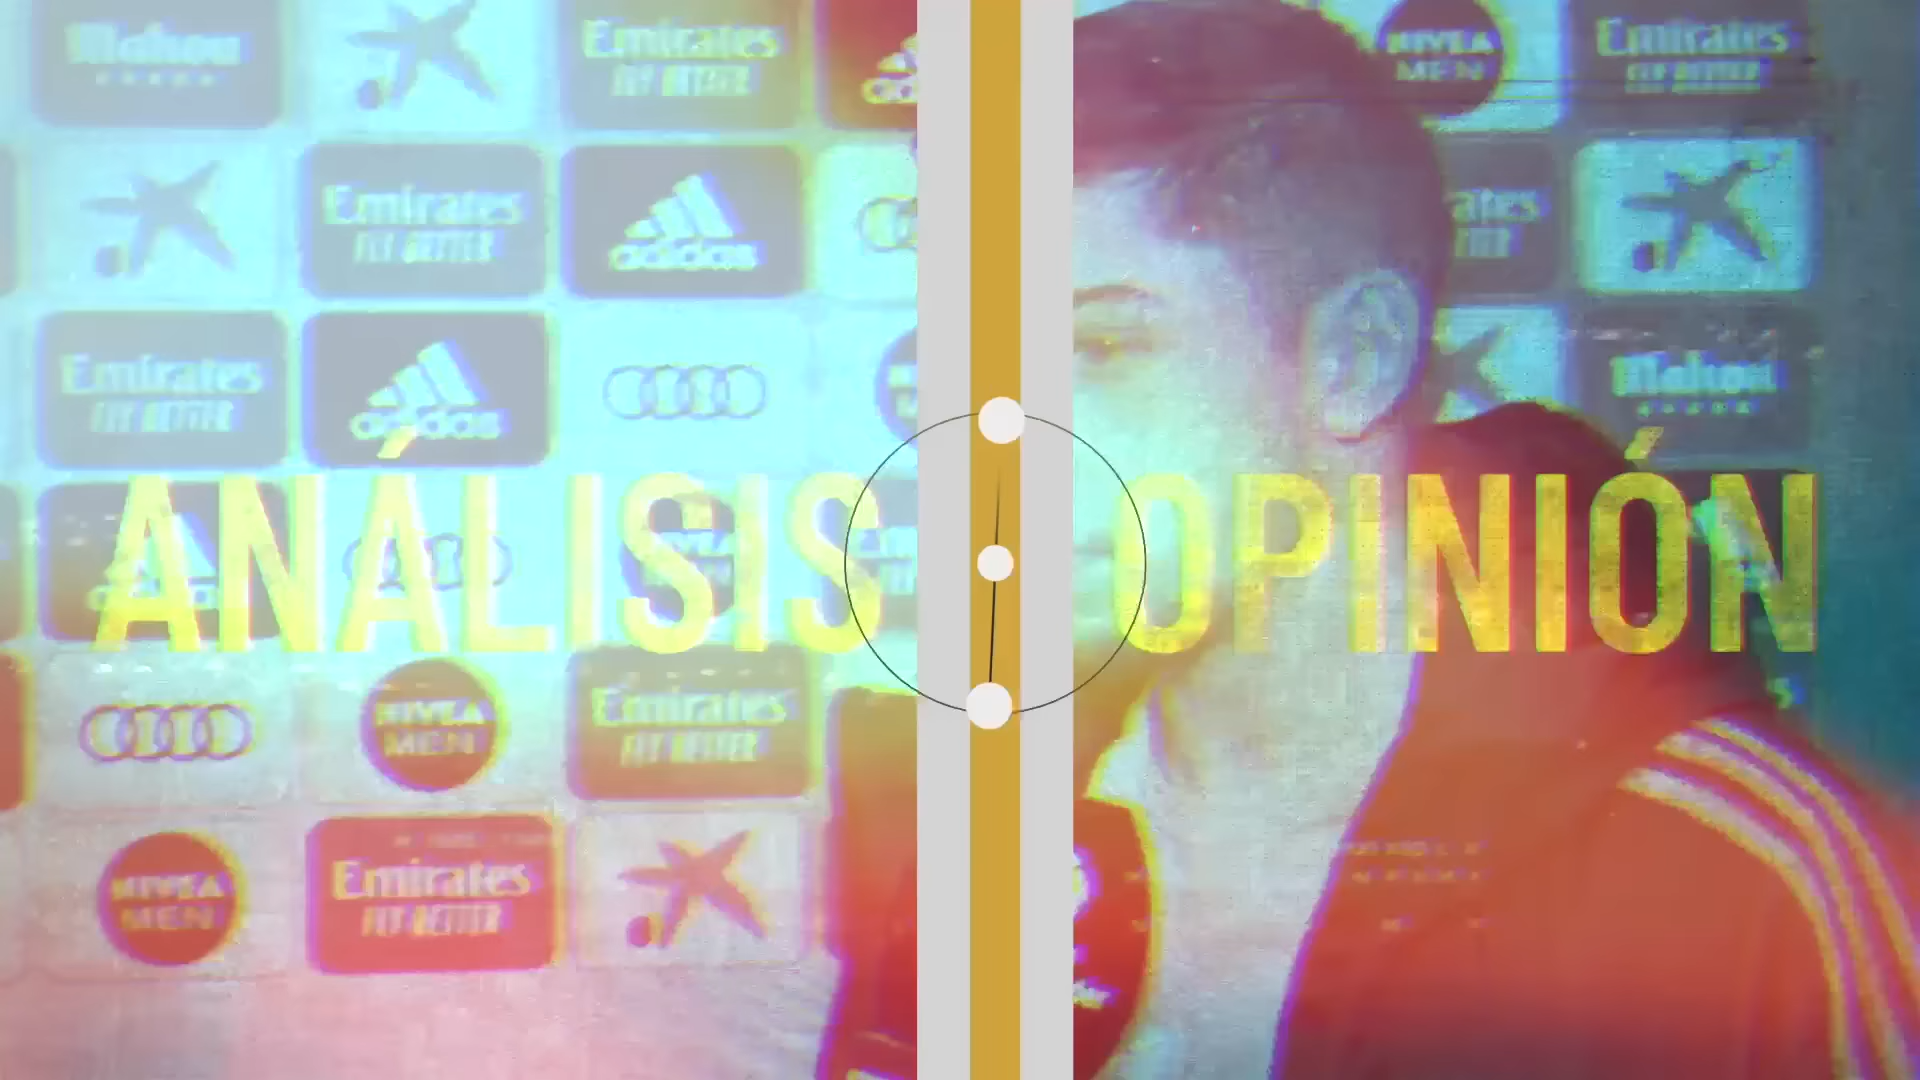 Mahou
Emirates
FLY BETTER
NIVEA
MEN
Emirates
FLY BETTER
Emirates
FLY BETTER
adidas
ates
Emirates
FLY BETTER
adidas
Mahou
ANÁLISIS OPINIÓN
NIVEA
MEN
Emirates
FLY BETTER
NIVEA
MEN
Emirates
FLY BETTER